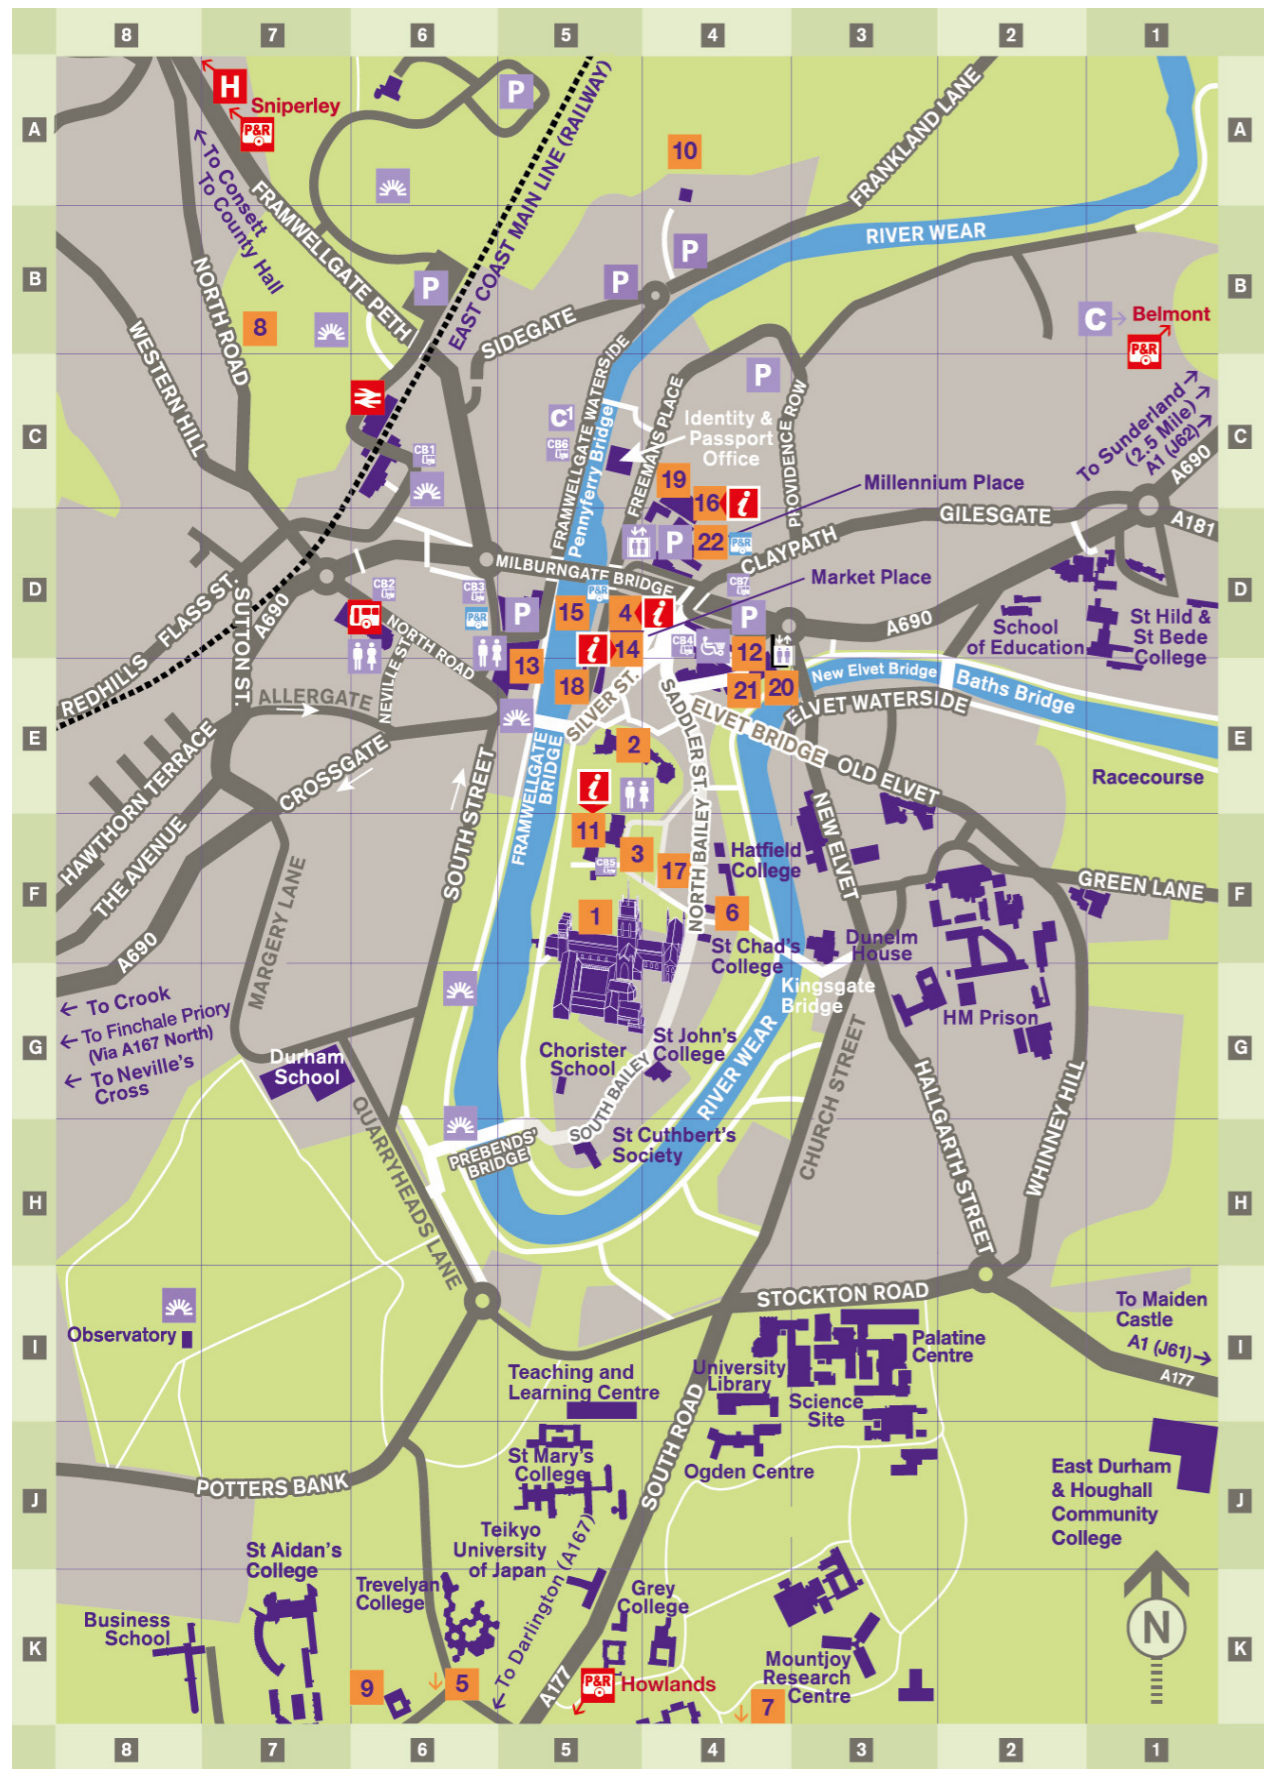 8 7 6 5 4 3 2 1
A
A
H
Sniperley
P&R
To Consett
To County Hall
P
EAST COAST MAIN LINE (RAILWAY)
10
FRANKLAND LANE
FRAMWELLGATE PETH
RIVER WEAR
B
B
NORTH ROAD
P
P
P
8
WESTERN HILL
SIDEGATE
C
Belmont
P&R
FRAMWELLGATE WATERSIDE
FREEMANS PLACE
P
PROVIDENCE ROW
C
C
C1
CB6
CB1
Pennyferry Bridge
Identity &
Passport
Office
To Sunderland
(2.5 Mile)
A1 (J62)
A690
19
16
i
Millennium Place
GILESGATE
A181
D
D
P
22
P&R
CLAYPATH
MILBURNGATE BRIDGE
Market Place
FLASS ST.
SUTTON ST.
A690
CB2
CB3
P&R
P
15
P&R
4
i
CB7
P
A690
School
of Education
St Hild &
St Bede
College
NORTH ROAD
NEVILLE ST.
i
14
CB4
12
13
18
21
20
New Elvet Bridge
Baths Bridge
REDHILLS
ALLERGATE
SILVER ST.
SADDLER ST.
ELVET BRIDGE
ELVET WATERSIDE
E
E
HAWTHORN TERRACE
CROSSGATE
SOUTH STREET
FRAMWELLGATE
BRIDGE
2
OLD ELVET
Racecourse
i
THE AVENUE
11
3
CB5
17
NORTH BAILEY
Hatfield
College
NEW ELVET
GREEN LANE
F
F
MARGERY LANE
A690
1
6
St Chad's
College
Dunelm
House
Kingsgate
Bridge
To Crook
To Finchale Priory
(Via A167 North)
To Neville's
Cross
HM Prison
G
G
Durham
School
Chorister
School
St John's
College
SOUTH BAILEY
RIVER WEAR
CHURCH STREET
HALLGARTH STREET
WHINNEY HILL
QUARRYHEADS LANE
PREBENDS'
BRIDGE
St Cuthbert's
Society
H
H
STOCKTON ROAD
To Maiden
Castle
A1 (J61)
A177
Observatory
I
I
Teaching and
Learning Centre
University
Library
Palatine
Centre
Science
Site
SOUTH ROAD
St Mary's
College
Ogden Centre
POTTERS BANK
J
J
East Durham
& Houghall
Community
College
Teikyo
University
of Japan
St Aidan's
College
Trevelyan
College
To Darlington (A167)
Grey
College
N
Business
School
K
K
Mountjoy
Research
Centre
9
5
A177
P&R
Howlands
7
8 7 6 5 4 3 2 1